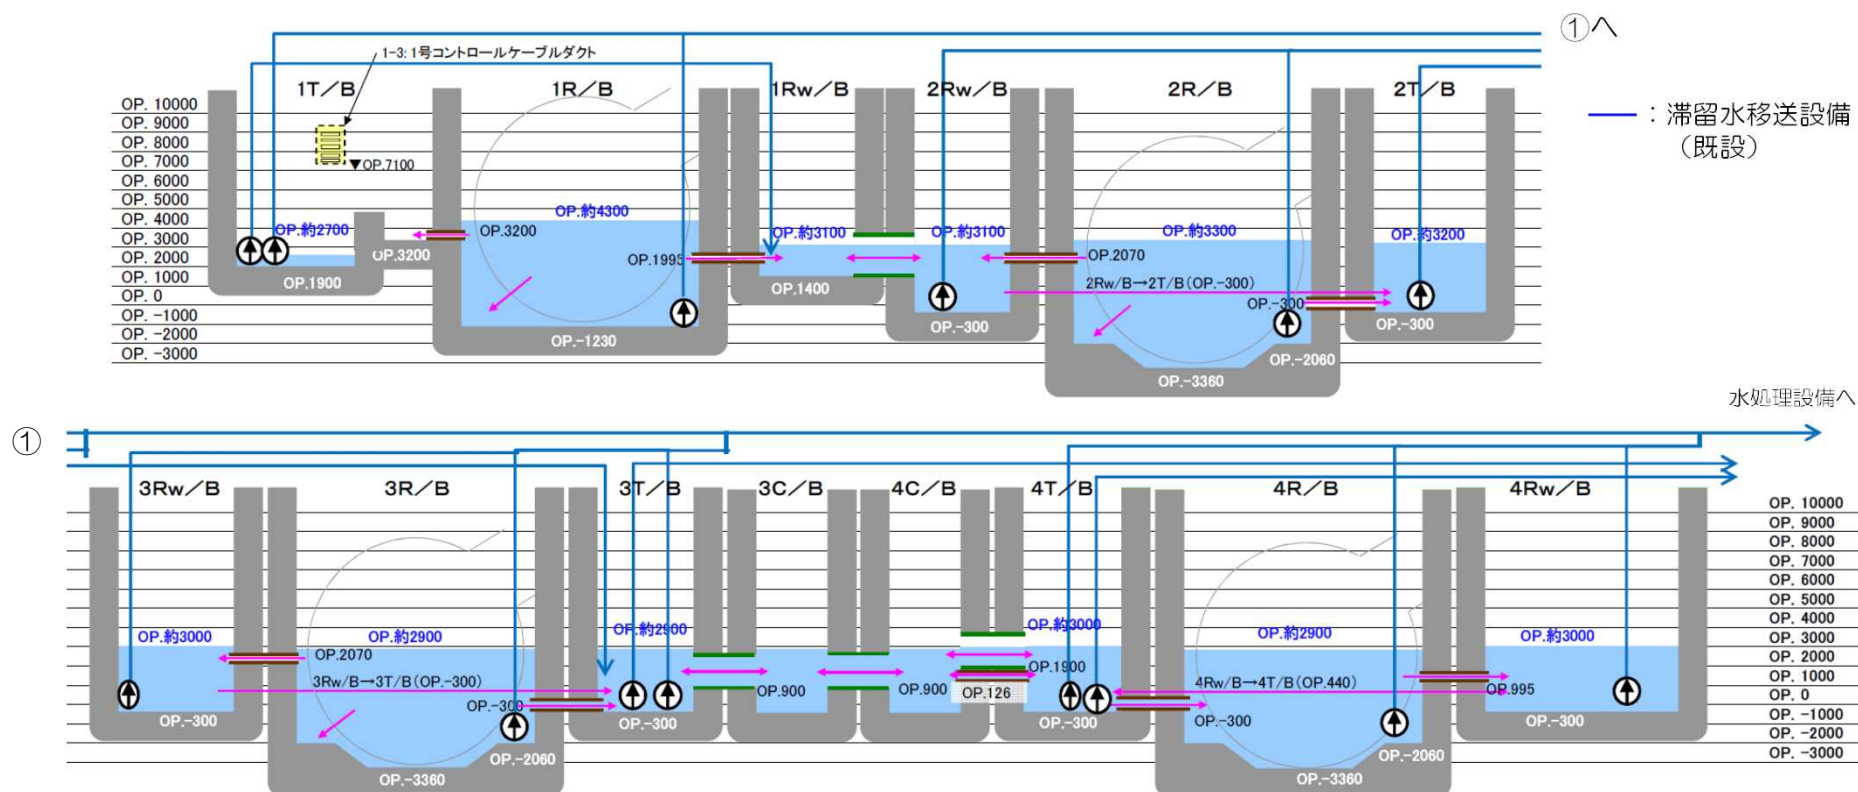 ①へ
1-3: 1号コントロールケーブルダクト
1T/B
1R/B
1Rw/B
2Rw/B
2R/B
2T/B
OP. 10000
OP. 9000
OP. 8000
OP. 7000
OP. 6000
OP. 5000
OP. 4000
OP. 3000
OP. 2000
OP. 1000
OP. 0
OP. -1000
OP. -2000
OP. -3000
▼OP.7100
OP.約2700
OP.約4300
OP.約3100
OP.約3100
OP.約3300
OP.約3200
OP.3200
OP.3200
OP.1995
OP.2070
OP.1900
OP.1400
2Rw/B→2T/B(OP.-300)
OP.-300
OP.-300
OP.-300
OP.-1230
OP.-2060
OP.-3360
:滞留水移送設備
(既設)
水処理設備へ
①
3Rw/B
3R/B
3T/B
3C/B
4C/B
4T/B
4R/B
4Rw/B
OP. 10000
OP. 9000
OP. 8000
OP. 7000
OP. 6000
OP. 5000
OP. 4000
OP. 3000
OP. 2000
OP. 1000
OP. 0
OP. -1000
OP. -2000
OP. -3000
OP.約3000
OP.約2900
OP.約2900
OP.約3000
OP.約2900
OP.約3000
OP.2070
OP.1900
3Rw/B→3T/B(OP.-300)
OP.900
OP.900
OP.126
4Rw/B→4T/B(OP.440)
OP.995
OP.-300
OP.-300
OP.-300
OP.-300
OP.-300
OP.-300
OP.-2060
OP.-2060
OP.-3360
OP.-3360